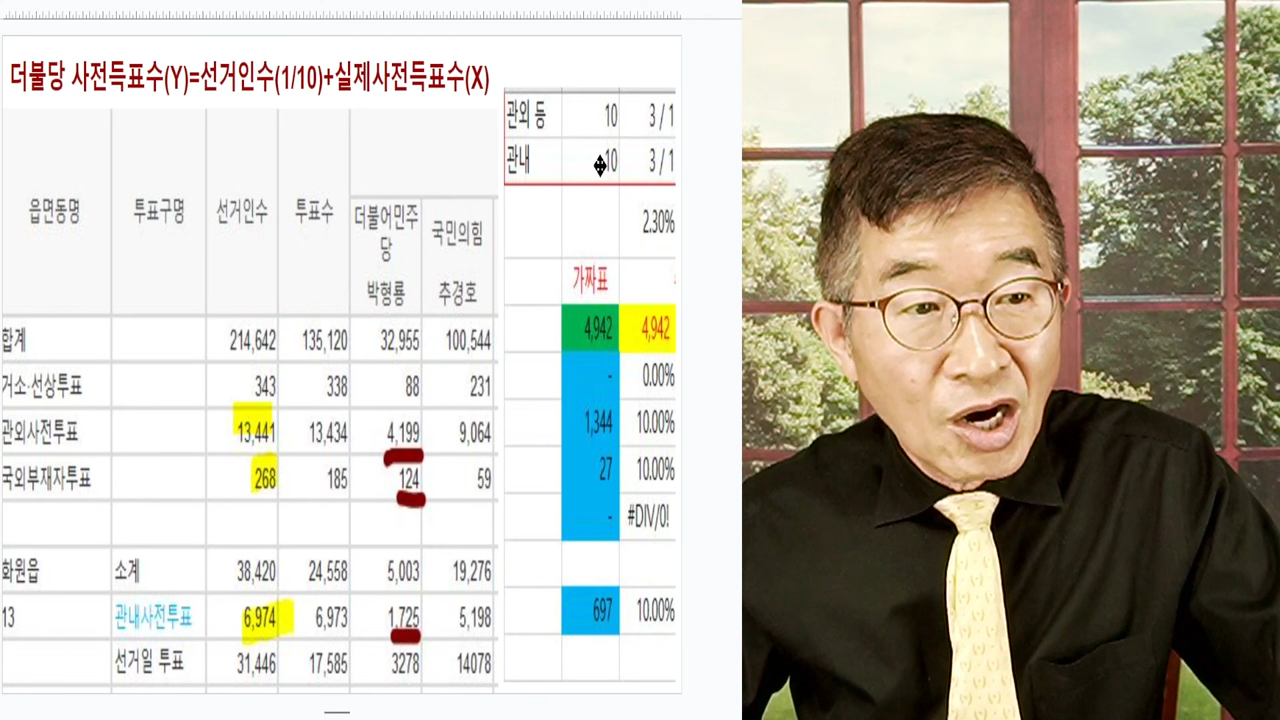 더불당 사전득표수(Y)=선거인수(1/10)+실제사전득표수(X)
읍면동명 투표구명 선거인수 투표수 더불어민주당 박형룡 국민의힘 추경호
합계 214,642 135,120 32,955 100,544
거소·선상투표 343 338 88 231
관외사전투표 13,441 13,434 4,199 9,064
국외부재자투표 268 185 124 59
화원읍 소계 38,420 24,558 5,003 19,276
13 관내사전투표 6,974 6,973 1,725 5,198
선거일 투표 31,446 17,585 3278 14078
관외 등 10 3 / 1
관내 10 3 / 1
2.30%
가짜표
4,942 4,942
- 0.00%
1,344 10.00%
27 10.00%
- #DIV/0!
697 10.00%